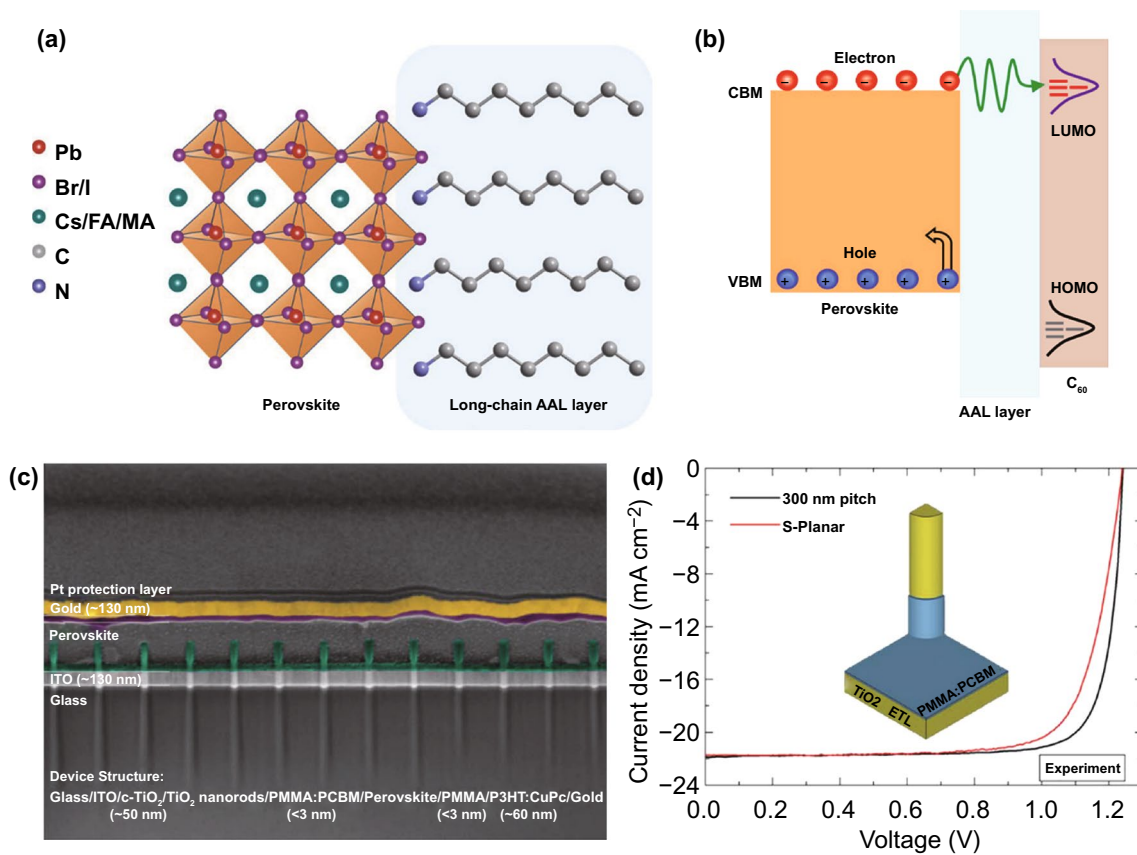 (a)
Pb
Br/I
Cs/FA/MA
C
N
Perovskite
Long-chain AAL layer
(b)
Electron
CBM
− − − − −
LUMO
Hole
VBM
+ + + + +
Perovskite
HOMO
C₆₀
AAL layer
(c)
Pt protection layer
Gold (~130 nm)
Perovskite
ITO (~130 nm)
Glass
Device Structure:
Glass/ITO/c-TiO₂/TiO₂ nanorods/PMMA:PCBM/Perovskite/PMMA/P3HT:CuPc/Gold
(~50 nm) (<3 nm) (<3 nm) (~60 nm)
(d)
300 nm pitch
S-Planar
TiO2 ETL
PMMA:PCBM
Experiment
Current density (mA cm⁻²)
0
−4
−8
−12
−16
−20
−24
0.0 0.2 0.4 0.6 0.8 1.0 1.2
Voltage (V)